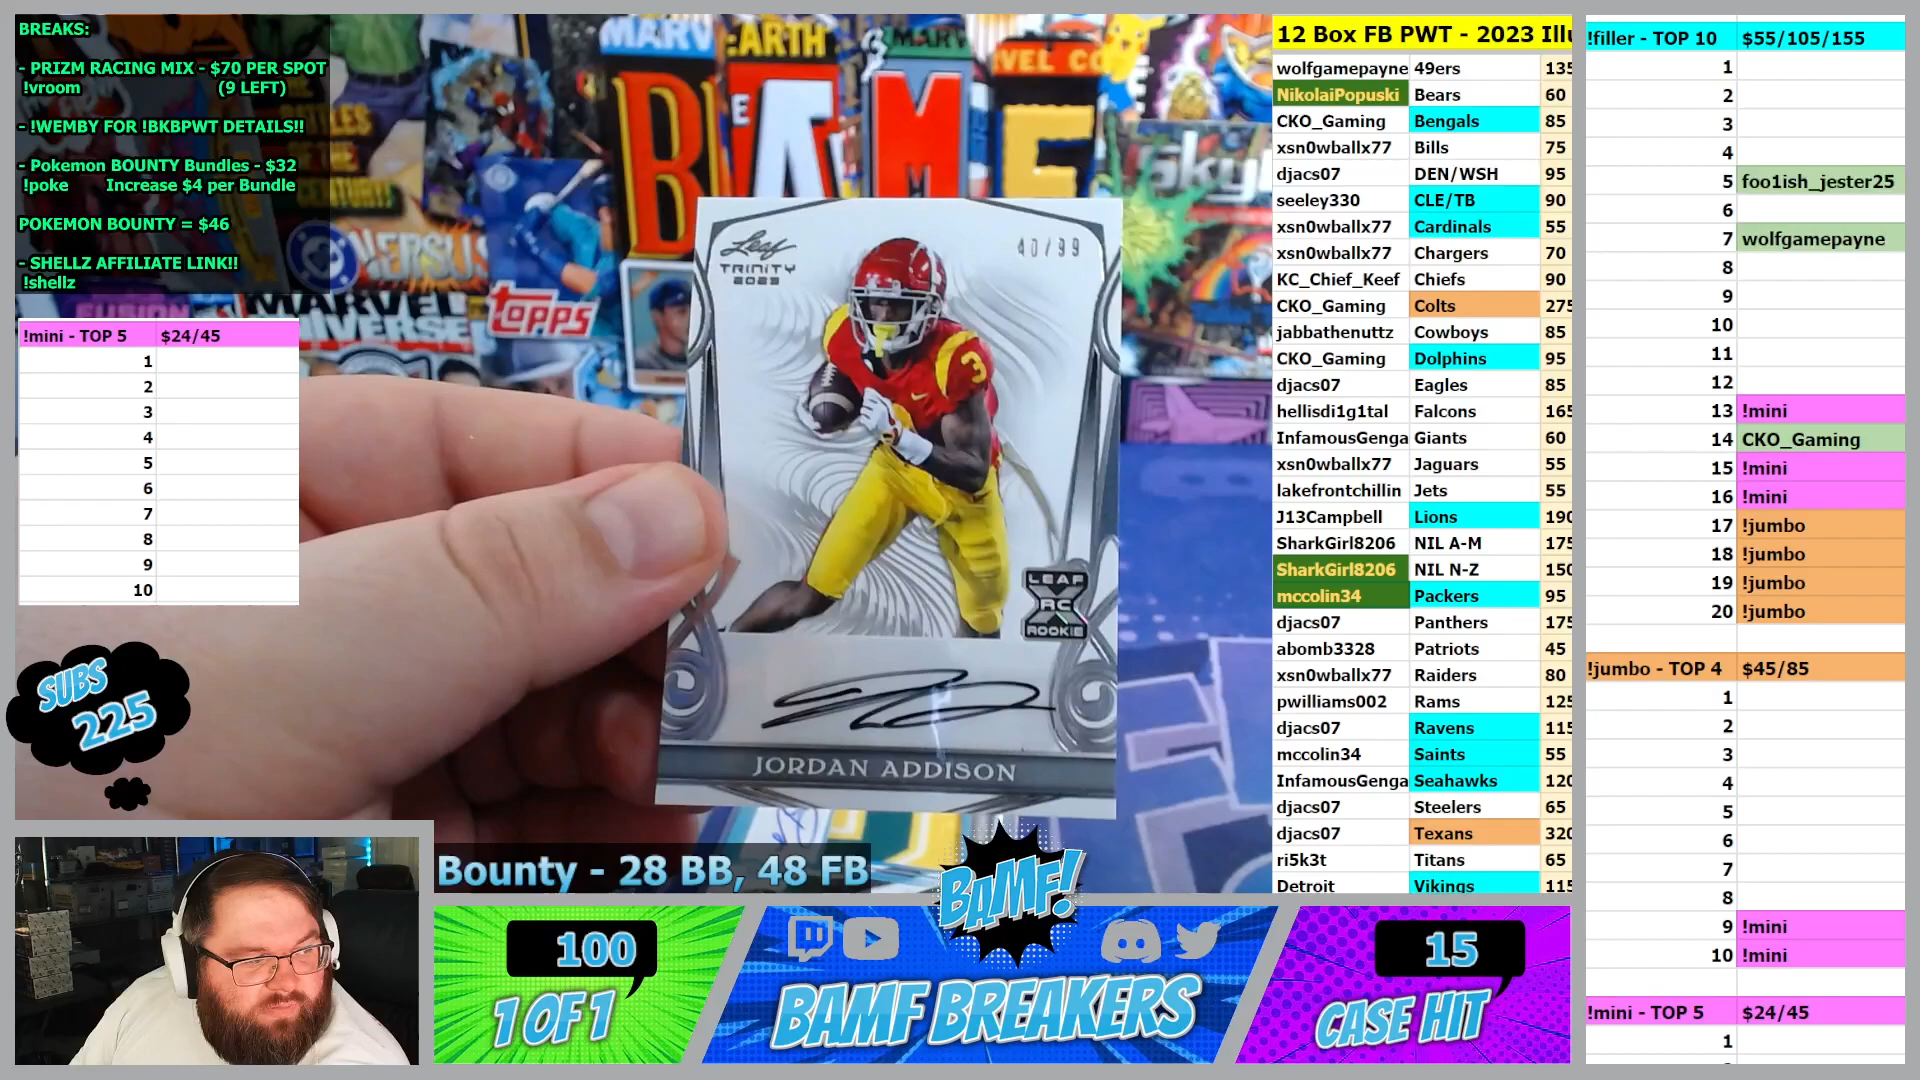 BREAKS:
- PRIZM RACING MIX - $70 PER SPOT
!vroom (9 LEFT)
- !WEMBY FOR !BKBPWT DETAILS!!
- Pokemon BOUNTY Bundles - $32
!poke Increase $4 per Bundle
POKEMON BOUNTY = $46
- SHELLZ AFFILIATE LINK!!
!shellz
!mini - TOP 5 $24/45
1
2
3
4
5
6
7
8
9
10
SUBS
225
MARV
EARTH
MARV
VEL
BAMF
topps
Leaf
TRINITY
2023
40/99
3
LEAF
RC
ROOKIE
JORDAN ADDISON
Bounty - 28 BB, 48 FB
BAMF!
100
1 OF 1
BAMF BREAKERS
15
CASE HIT
12 Box FB PWT - 2023 Illu
wolfgamepayne 49ers 135
NikolaiPopuski Bears 60
CKO_Gaming Bengals 85
xsn0wballx77 Bills 75
djacs07 DEN/WSH 95
seeley330 CLE/TB 90
xsn0wballx77 Cardinals 55
xsn0wballx77 Chargers 70
KC_Chief_Keef Chiefs 90
CKO_Gaming Colts 275
jabbathenuttz Cowboys 85
CKO_Gaming Dolphins 95
djacs07 Eagles 85
hellisdi1g1tal Falcons 165
InfamousGenga Giants 60
xsn0wballx77 Jaguars 55
lakefrontchillin Jets 55
J13Campbell Lions 190
SharkGirl8206 NIL A-M 175
SharkGirl8206 NIL N-Z 150
mccolin34 Packers 95
djacs07 Panthers 175
abomb3328 Patriots 45
xsn0wballx77 Raiders 80
pwilliams002 Rams 125
djacs07 Ravens 115
mccolin34 Saints 55
InfamousGenga Seahawks 120
djacs07 Steelers 65
djacs07 Texans 320
ri5k3t Titans 65
Detroit Vikings 115
!filler - TOP 10 $55/105/155
1
2
3
4
5 foo1ish_jester25
6
7 wolfgamepayne
8
9
10
11
12
13 !mini
14 CKO_Gaming
15 !mini
16 !mini
17 !jumbo
18 !jumbo
19 !jumbo
20 !jumbo
!jumbo - TOP 4 $45/85
1
2
3
4
5
6
7
8
9 !mini
10 !mini
!mini - TOP 5 $24/45
1